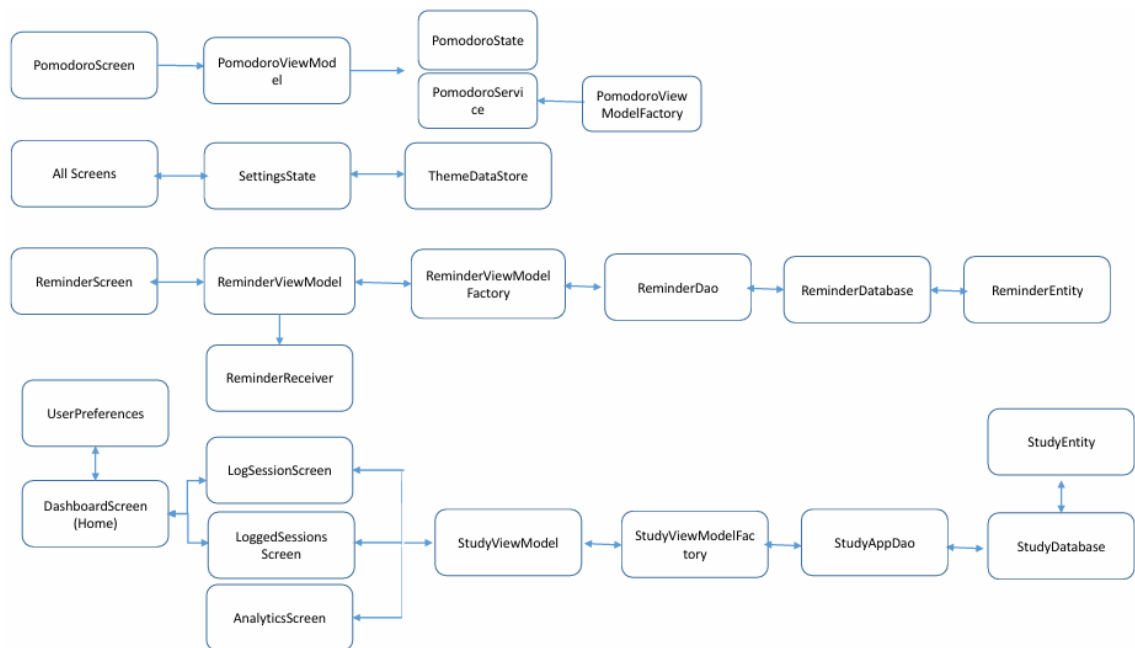 PomodoroState
PomodoroScreen
PomodoroViewMod
el
PomodoroServi
ce
PomodoroView
ModelFactory
All Screens
SettingsState
ThemeDataStore
ReminderScreen
ReminderViewModel
ReminderViewModel
Factory
ReminderDao
ReminderDatabase
ReminderEntity
ReminderReceiver
UserPreferences
StudyEntity
LogSessionScreen
DashboardScreen
(Home)
LoggedSessions
Screen
StudyViewModel
StudyViewModelFac
tory
StudyAppDao
StudyDatabase
AnalyticsScreen